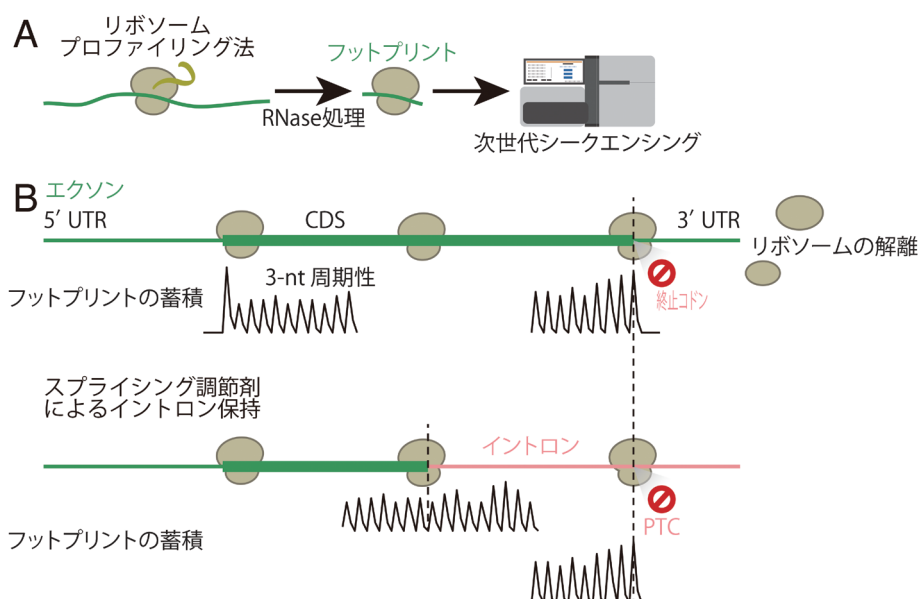 A
リボソーム
プロファイリング法
フットプリント
RNase処理
次世代シークエンシング
B
エクソン
5′ UTR
CDS
3′ UTR
リボソームの解離
フットプリントの蓄積
3-nt 周期性
終止コドン
スプライシング調節剤
によるイントロン保持
イントロン
PTC
フットプリントの蓄積